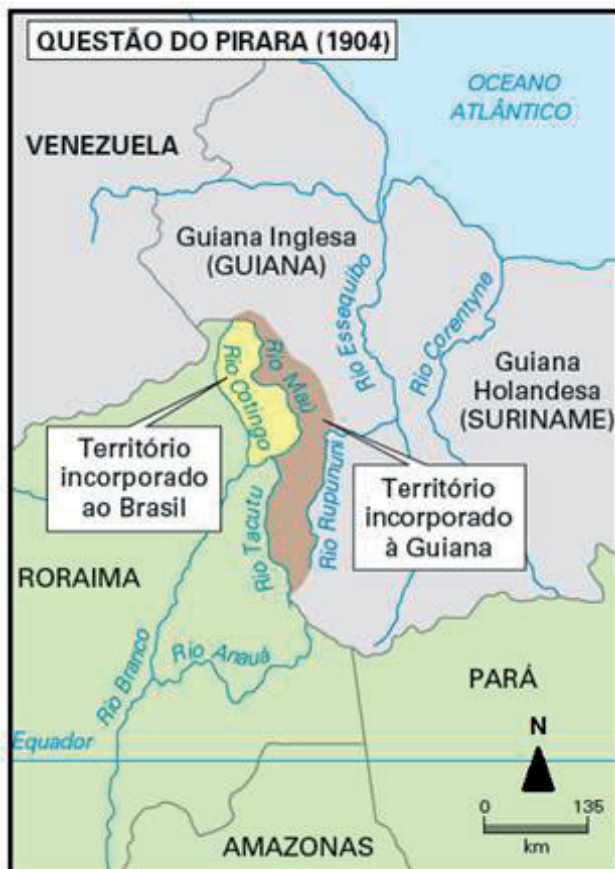 QUESTÃO DO PIRARA (1904)
OCEANO
ATLÂNTICO
VENEZUELA
Guiana Inglesa
(GUIANA)
Rio Essequibo
Rio Corentyne
Guiana
Holandesa
(SURINAME)
Rio Maú
Rio Cotingo
Território
incorporado
ao Brasil
Território
incorporado
à Guiana
Rio Rupununi
Rio Tacutu
RORAIMA
Rio Branco
Rio Anauá
PARÁ
Equador
N
0 135
km
AMAZONAS